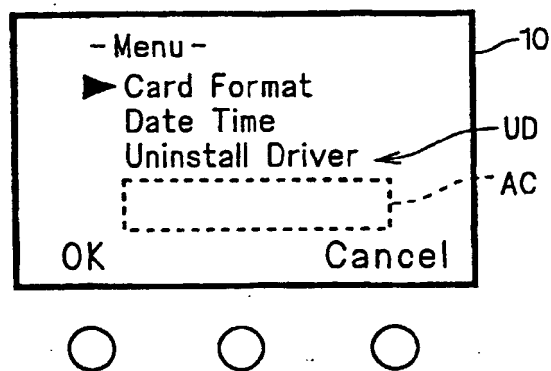 -Menu-
Card Format
Date Time
Uninstall Driver
OK Cancel
10
UD
AC